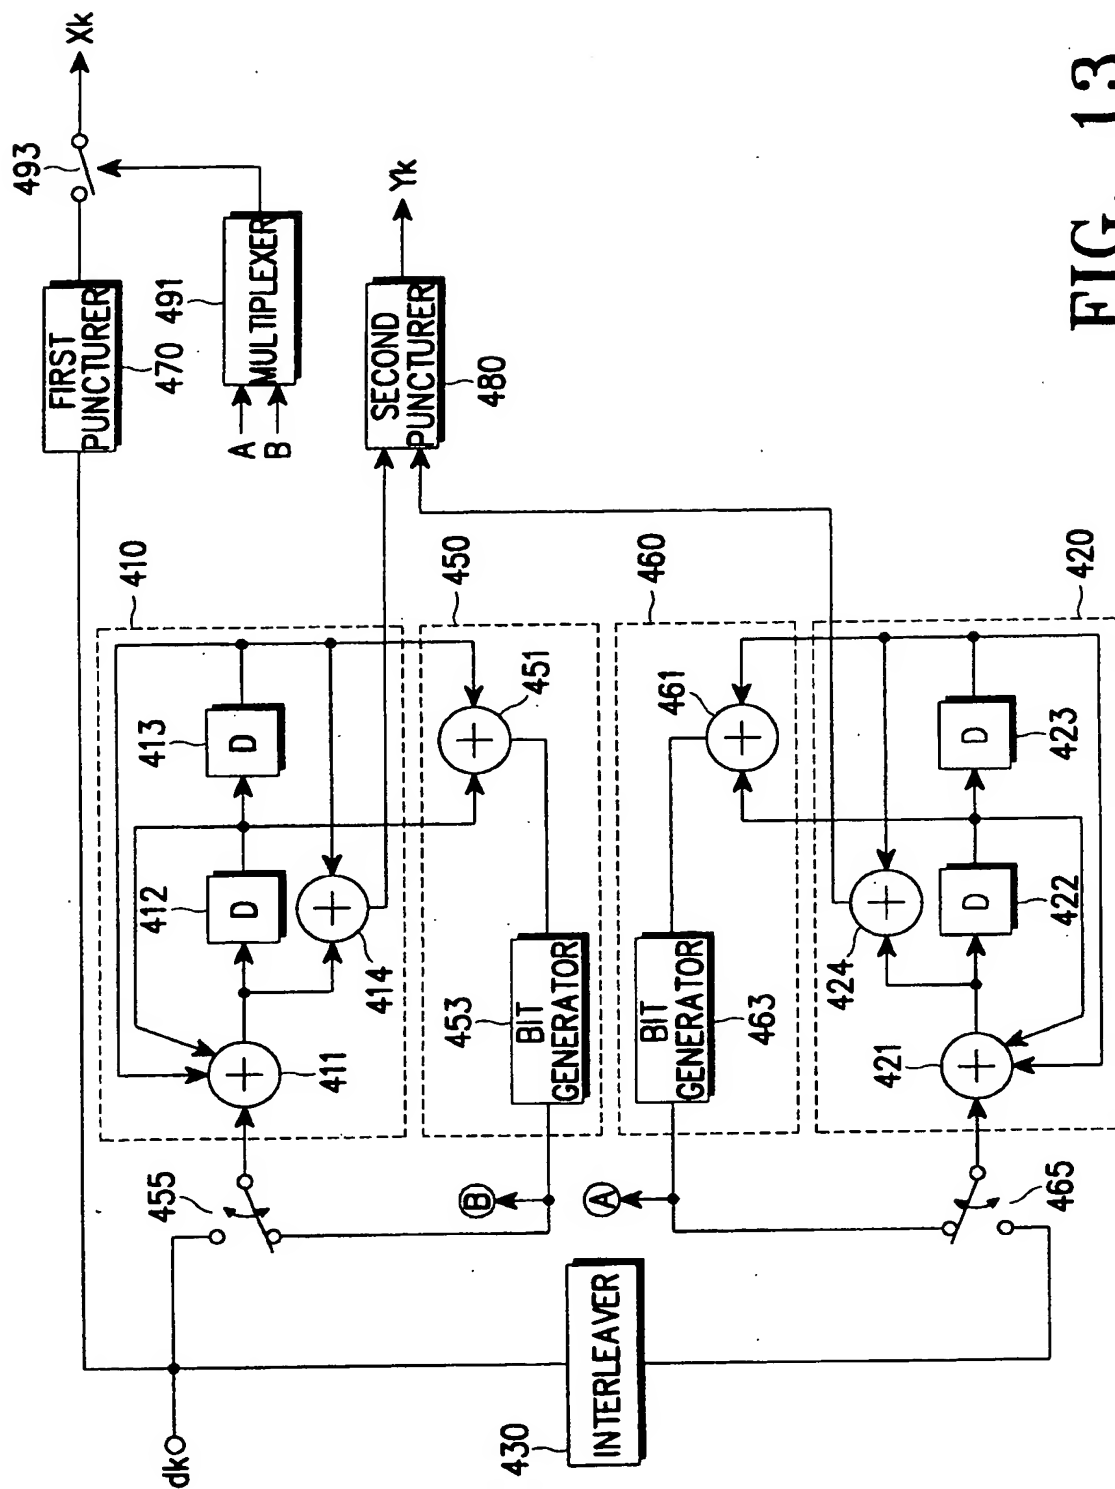 493
Xk
FIRST
PUNCTURER
470
491
MULTIPLEXER
A
B
SECOND
PUNCTURER
480
Yk
410
413
D
412
D
414
411
455
450
451
453
BIT
GENERATOR
B
460
461
BIT
GENERATOR
463
A
420
423
D
422
D
424
421
465
430
INTERLEAVER
dk
FIG. 13